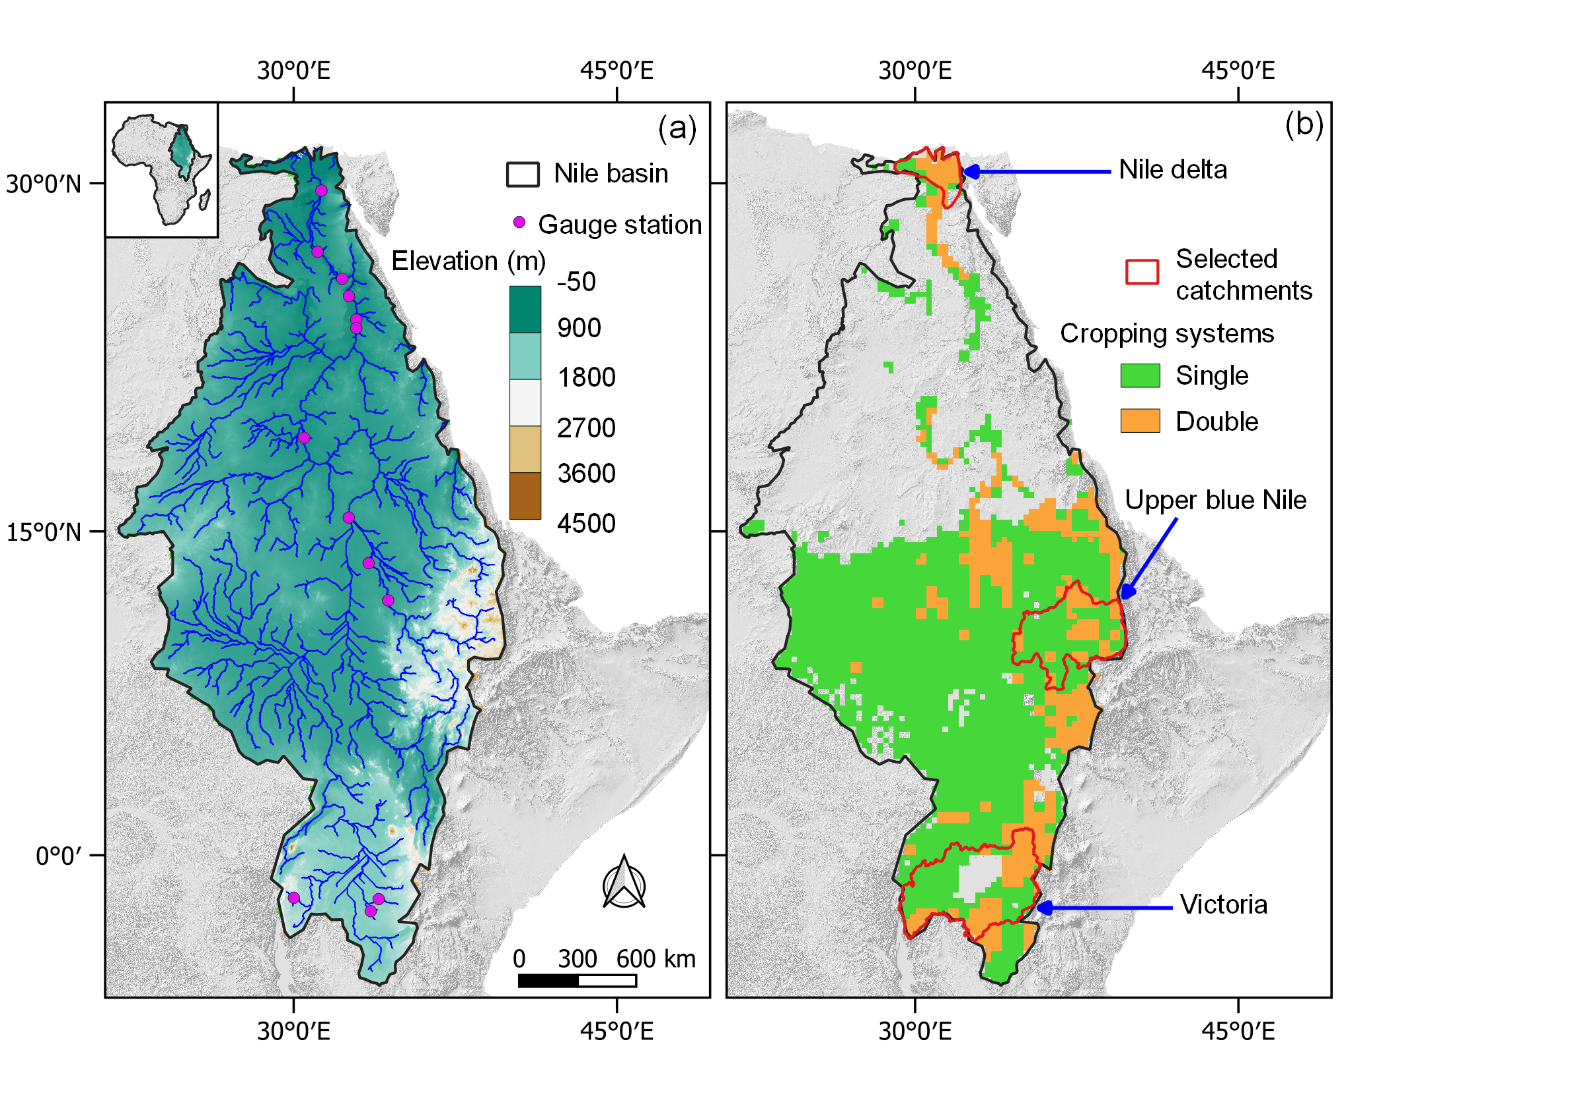 30°0′E 45°0′E 30°0′E 45°0′E
(a) (b)
30°0′N
15°0′N
0°0′
Nile basin
Gauge station
Elevation (m)
-50
900
1800
2700
3600
4500
0 300 600 km
Nile delta
Selected
catchments
Cropping systems
Single
Double
Upper blue Nile
Victoria
30°0′E 45°0′E 30°0′E 45°0′E